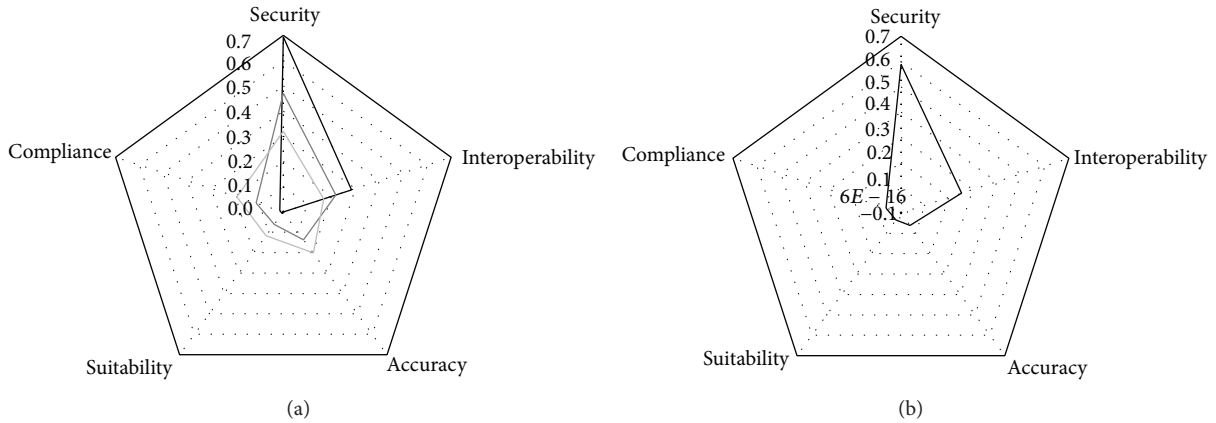 Security
0.7
0.6
0.5
0.4
0.3
0.2
0.1
0.0
Compliance
Interoperability
Suitability
Accuracy
(a)
Security
0.7
0.6
0.5
0.4
0.3
0.2
0.1
6E − 16
−0.1
Compliance
Interoperability
Suitability
Accuracy
(b)